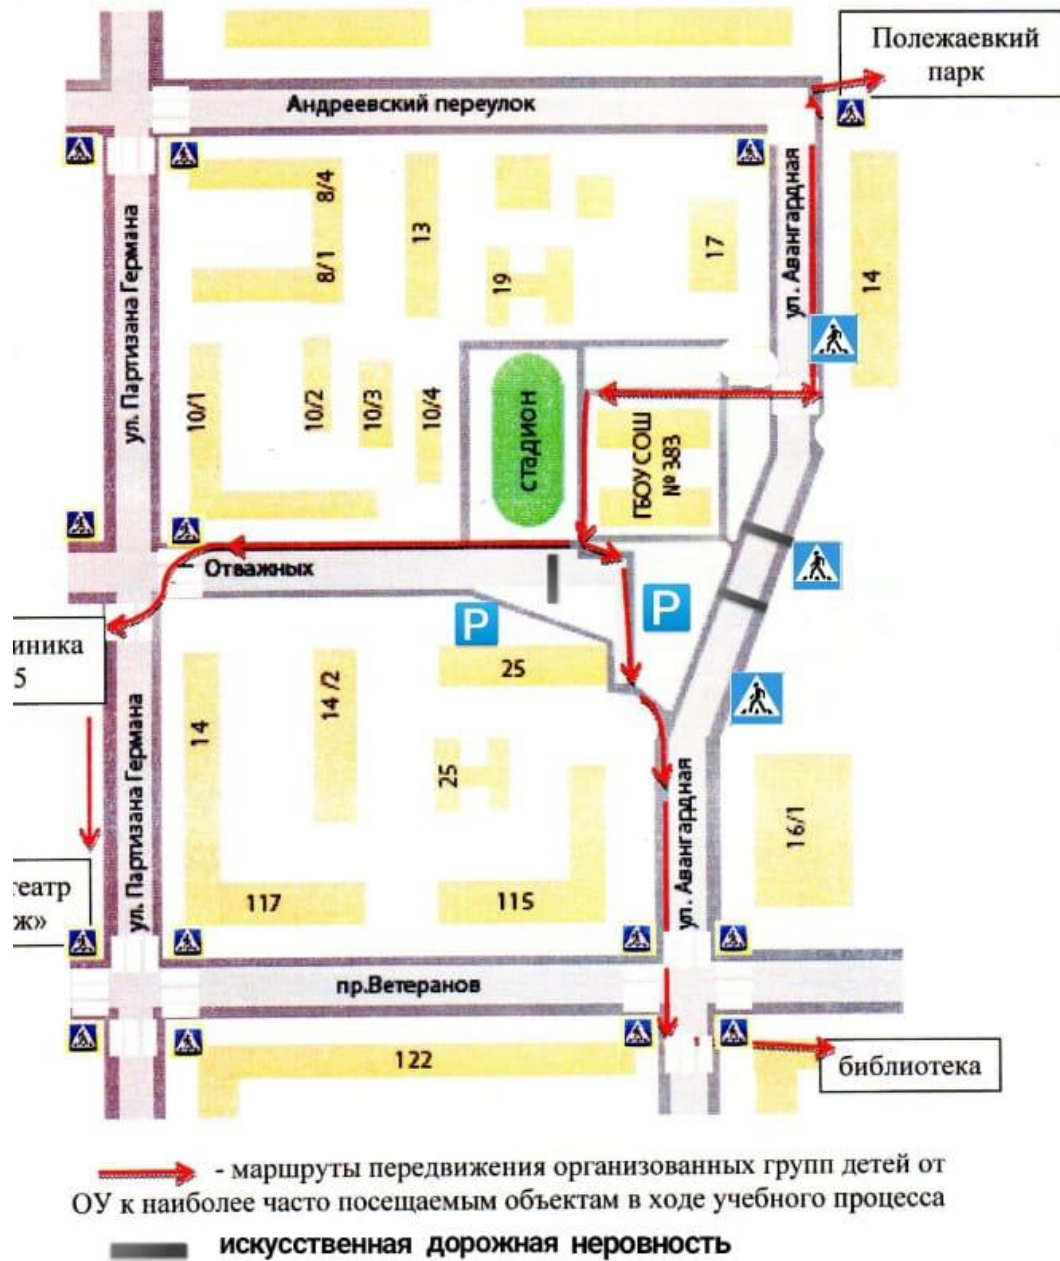 Полежаевкий
парк
Андреевский переулок
8/4
13
ул. Партизана Германа
8/1
19
17
ул. Авангардная
14
10/1
10/2
10/3
10/4
стадион
ГБОУ СОШ
№ 383
Отважных
P
P
иника
5
25
14
14 /2
25
ул. Партизана Германа
ул. Авангардная
16/1
театр
ж»
117
115
пр.Ветеранов
122
библиотека
- маршруты передвижения организованных групп детей от
ОУ к наиболее часто посещаемым объектам в ходе учебного процесса
искусственная дорожная неровность